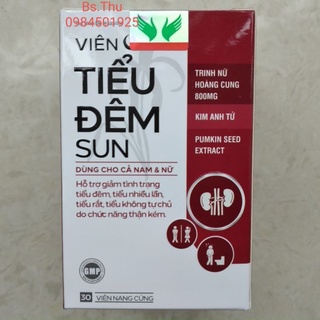 Bs.Thu
0984501925
VIÊN
TIỂU
ĐÊM
SUN
DÙNG CHO CẢ NAM & NỮ
Hỗ trợ giảm tình trạng
tiểu đêm, tiểu nhiều lần,
tiểu rắt, tiểu không tự chủ
do chức năng thận kém.
TRINH NỮ
HOÀNG CUNG
800MG
KIM ANH TỬ
PUMKIN SEED
EXTRACT
GMP
30 VIÊN NANG CỨNG